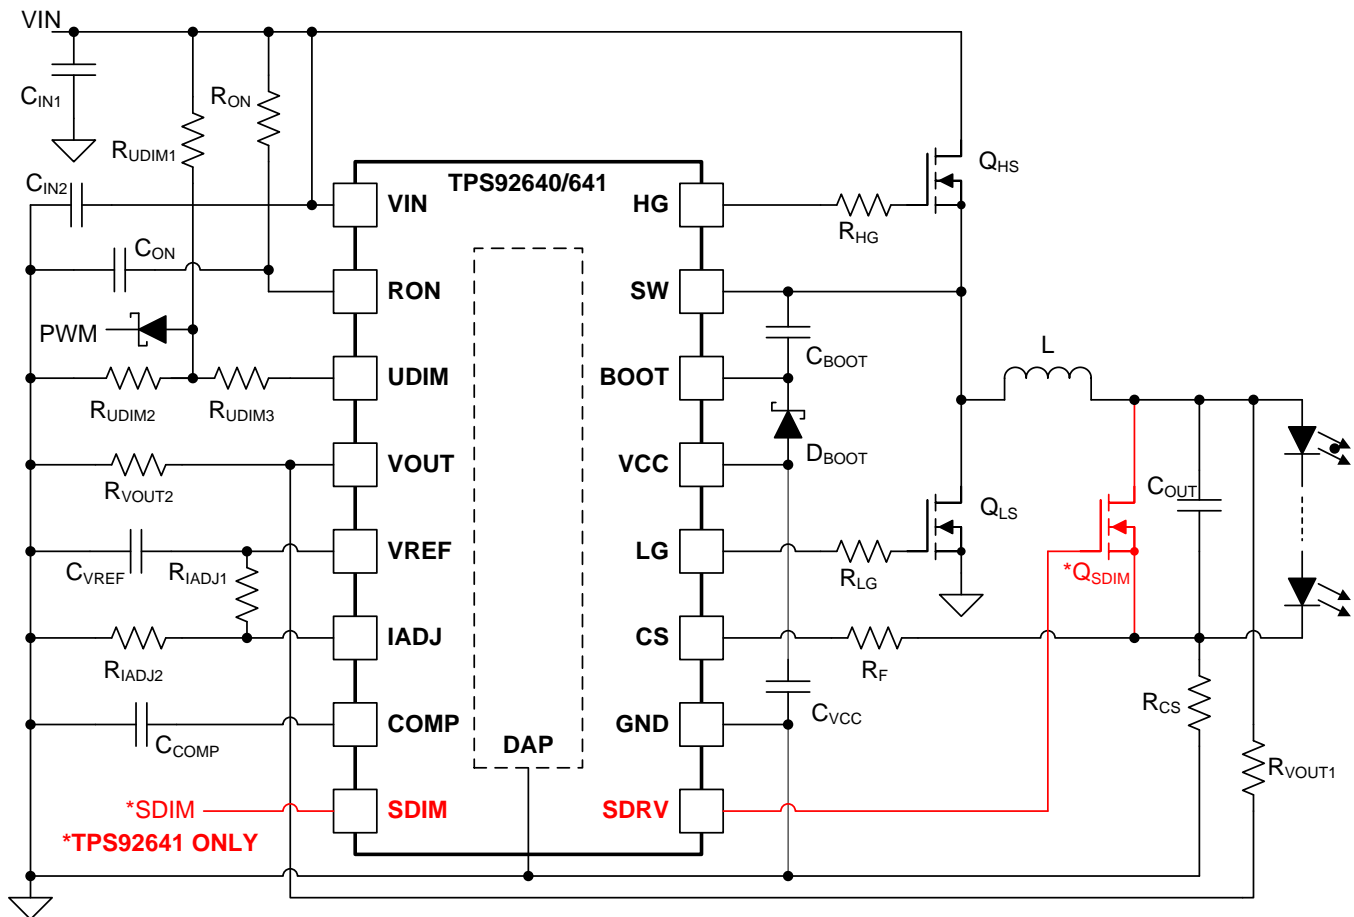 VIN
CIN1
RON
RUDIM1
CIN2
TPS92640/641
QHS
VIN
HG
RHG
CON
RON
SW
PWM
CBOOT
L
UDIM
BOOT
RUDIM2
RUDIM3
DBOOT
VOUT
VCC
RVOUT2
COUT
QLS
VREF
LG
CVREF
RIADJ1
RLG
*QSDIM
IADJ
CS
RIADJ2
RF
RCS
COMP
GND
CVCC
CCOMP
DAP
RVOUT1
*SDIM
SDIM
SDRV
*TPS92641 ONLY